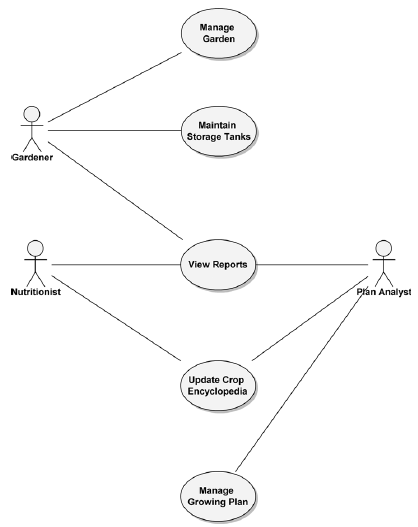 Manage
Garden
Maintain
Storage Tanks
Gardener
View Reports
Nutritionist
Plan Analyst
Update Crop
Encyclopedia
Manage
Growing Plan